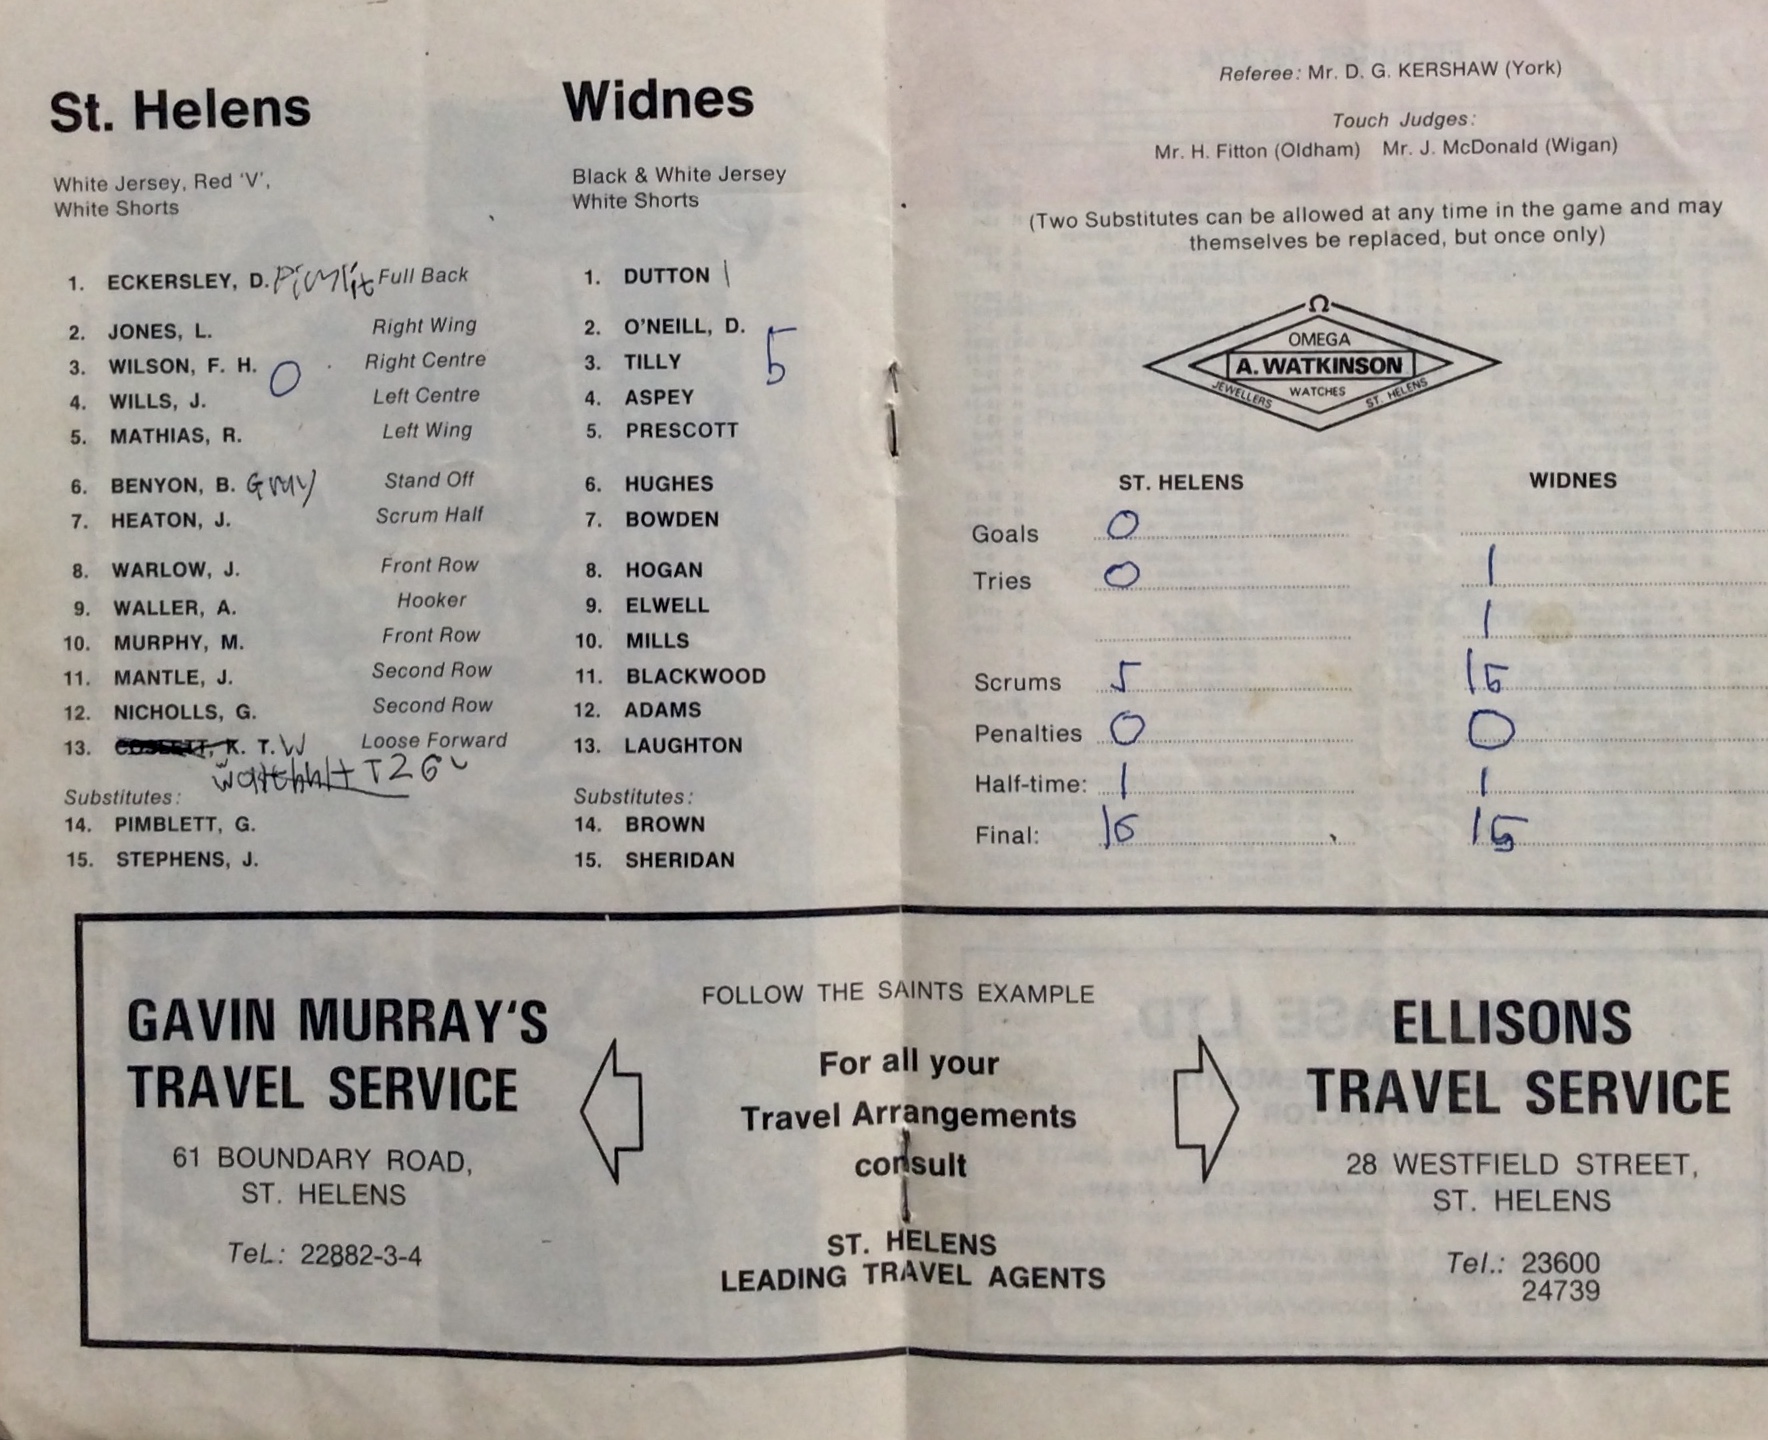 St. Helens
White Jersey, Red 'V',
White Shorts
Widnes
Black & White Jersey
White Shorts
1. ECKERSLEY, D. Full Back 1. DUTTON 1
2. JONES, L. Right Wing 2. O'NEILL, D.
3. WILSON, F. H. Right Centre 3. TILLY 5
0
4. WILLS, J. Left Centre 4. ASPEY
5. MATHIAS, R. Left Wing 5. PRESCOTT
6. BENYON, B. Stand Off 6. HUGHES
7. HEATON, J. Scrum Half 7. BOWDEN
8. WARLOW, J. Front Row 8. HOGAN
9. WALLER, A. Hooker 9. ELWELL
10. MURPHY, M. Front Row 10. MILLS
11. MANTLE, J. Second Row 11. BLACKWOOD
12. NICHOLLS, G. Second Row 12. ADAMS
13. K. T. W Loose Forward 13. LAUGHTON
Substitutes: Substitutes:
14. PIMBLETT, G. 14. BROWN
15. STEPHENS, J. 15. SHERIDAN
Referee: Mr. D. G. KERSHAW (York)
Touch Judges:
Mr. H. Fitton (Oldham) Mr. J. McDonald (Wigan)
(Two Substitutes can be allowed at any time in the game and may
themselves be replaced, but once only)
Ω
OMEGA
A. WATKINSON
WATCHES
JEWELLERS ST. HELENS
ST. HELENS WIDNES
Goals 0
Tries 0 1
1
Scrums 5 15
Penalties 0 0
Half-time: 1 1
Final: 16 15
GAVIN MURRAY'S
TRAVEL SERVICE
61 BOUNDARY ROAD,
ST. HELENS
TeL.: 22882-3-4
FOLLOW THE SAINTS EXAMPLE
For all your
Travel Arrangements
consult
ST. HELENS
LEADING TRAVEL AGENTS
ELLISONS
TRAVEL SERVICE
28 WESTFIELD STREET,
ST. HELENS
Tel.: 23600
24739